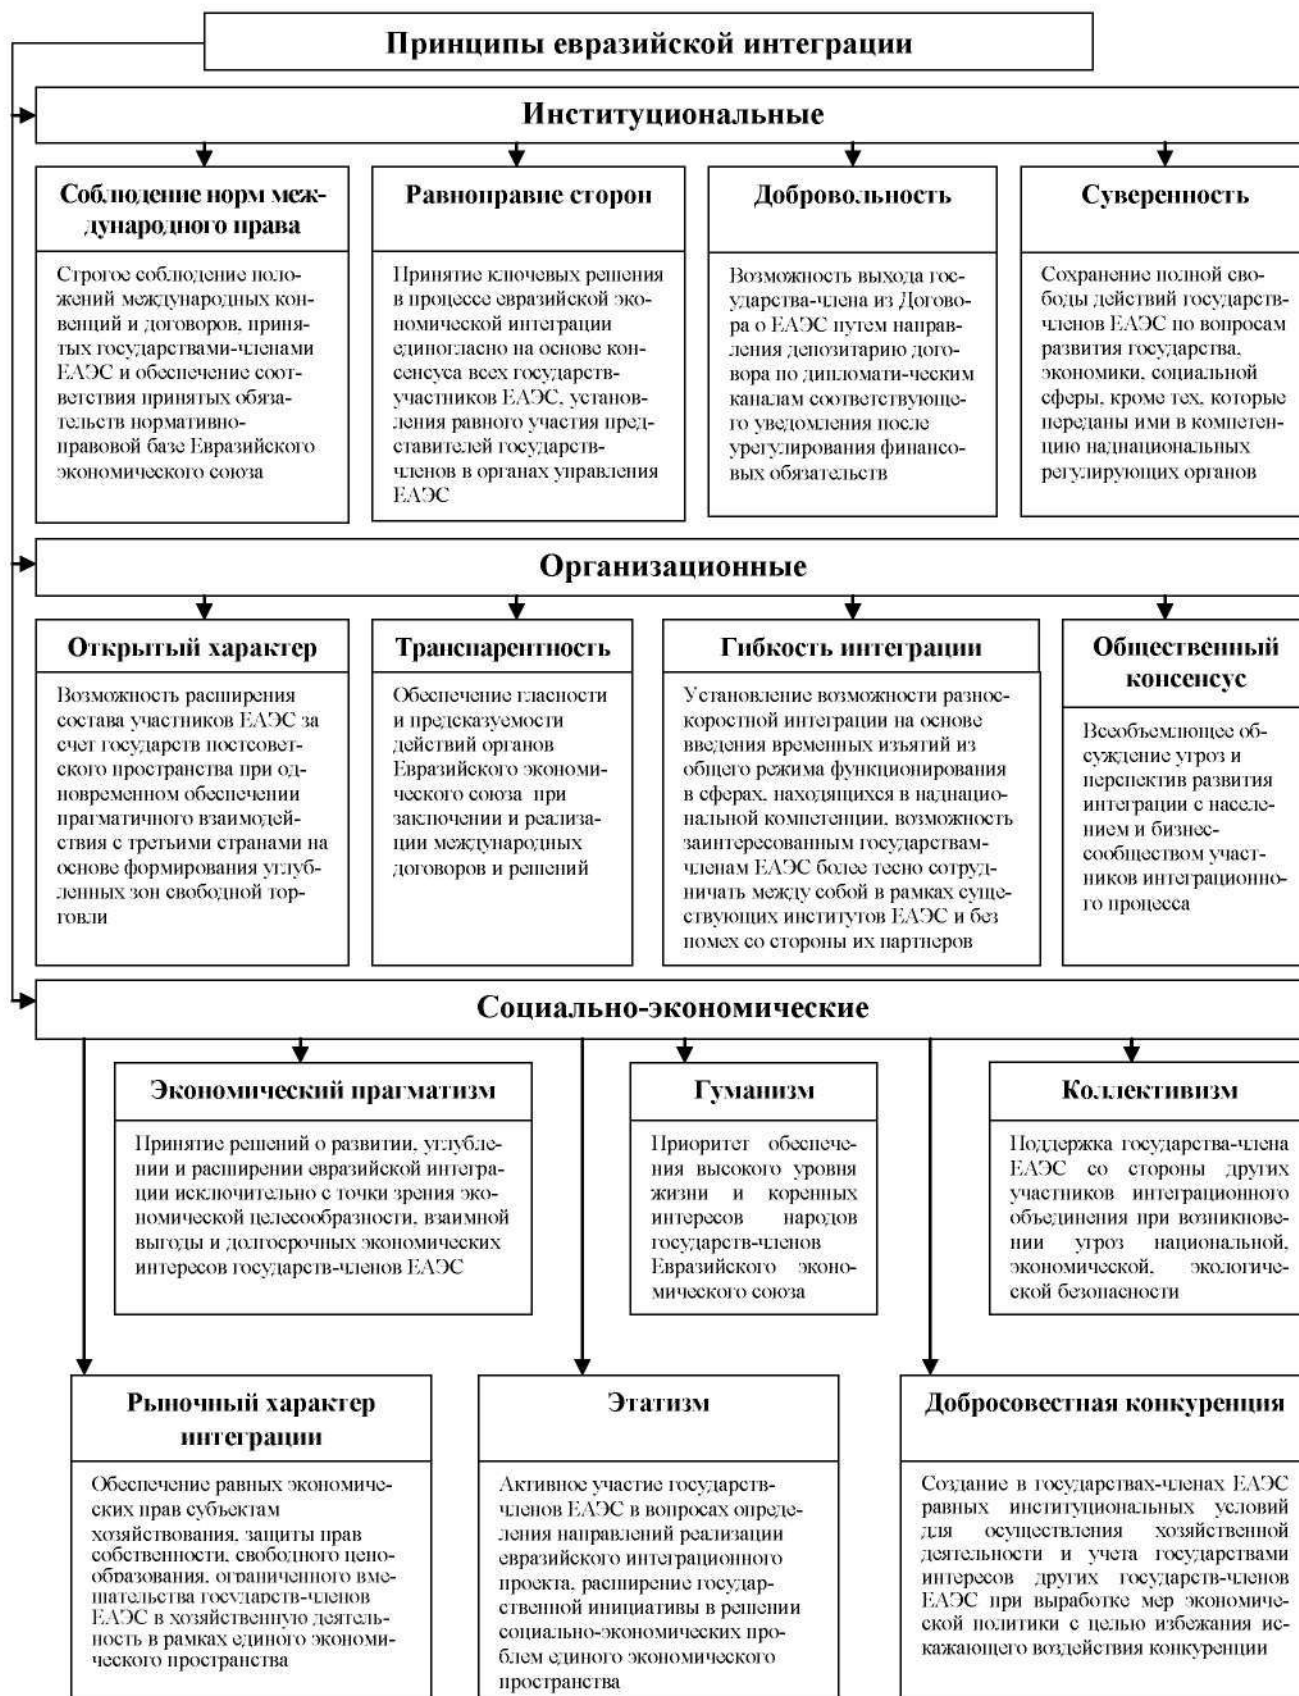 Принципы евразийской интеграции
Институциональные
Соблюдение норм меж-
дународного права
Строгое соблюдение поло-
жений международных кон-
венций и договоров, приня-
тых государствами-членами
ЕАЭС и обеспечение соот-
ветствия принятых обяза-
тельств нормативно-
правовой базе Евразийского
экономического союза
Равноправие сторон
Принятие ключевых решения
в процессе евразийской эко-
номической интеграции
единогласно на основе кон-
сенсуса всех государств-
участников ЕАЭС, установ-
ления равного участия пред-
ставителей государств-
членов в органах управления
ЕАЭС
Добровольность
Возможность выхода гос-
ударства-члена из Догово-
ра о ЕАЭС путем направ-
ления депозитарию дого-
вора по дипломати-ческим
каналам соответствующе-
го уведомления после
урегулирования финансо-
вых обязательств
Суверенность
Сохранение полной сво-
боды действий государств-
членов ЕАЭС по вопросам
развития государства,
экономики, социальной
сферы, кроме тех, которые
переданы ими в компетен-
цию наднациональных
регулирующих органов
Организационные
Открытый характер
Возможность расширения
состава участников ЕАЭС за
счет государств постсовет-
ского пространства при од-
новременном обеспечении
прагматичного взаимодей-
ствия с третьими странами на
основе формирования углуб-
ленных зон свободной тор-
говли
Транспарентность
Обеспечение гласности
и предсказуемости
действий органов
Евразийского экономи-
ческого союза при
заключении и реализа-
ции международных
договоров и решений
Гибкость интеграции
Установление возможности разнос-
коростной интеграции на основе
введения временных изъятий из
общего режима функционирования
в сферах, находящихся в наднацио-
нальной компетенции, возможность
заинтересованным государствам-
членам ЕАЭС более тесно сотруд-
ничать между собой в рамках суще-
ствующих институтов ЕАЭС и без
помех со стороны их партнеров
Общественный
консенсус
Всеобъемлющее об-
суждение угроз и
перспектив развития
интеграции с населе-
нием и бизнес-
сообществом участ-
ников интеграционно-
го процесса
Социально-экономические
Экономический прагматизм
Принятие решений о развитии, углубле-
нии и расширении евразийской интегра-
ции исключительно с точки зрения эко-
номической целесообразности, взаимной
выгоды и долгосрочных экономических
интересов государств-членов ЕАЭС
Гуманизм
Приоритет обеспече-
ния высокого уровня
жизни и коренных
интересов народов
государств-членов
Евразийского эконо-
мического союза
Коллективизм
Поддержка государства-члена
ЕАЭС со стороны других
участников интеграционного
объединения при возникнове-
нии угроз национальной,
экономической, экологиче-
ской безопасности
Рыночный характер
интеграции
Обеспечение равных экономиче-
ских прав субъектам
хозяйствования, защиты прав
собственности, свободного цено-
образования, ограниченного вме-
шательства государств-членов
ЕАЭС в хозяйственную деятель-
ность в рамках единого экономи-
ческого пространства
Этатизм
Активное участие государств-
членов ЕАЭС в вопросах опреде-
ления направлений реализации
евразийского интеграционного
проекта, расширение государ-
ственной инициативы в решении
социально-экономических про-
блем единого экономического
пространства
Добросовестная конкуренция
Создание в государствах-членах ЕАЭС
равных институциональных условий
для осуществления хозяйственной
деятельности и учета государствами
интересов других государств-членов
ЕАЭС при выработке мер экономиче-
ской политики с целью избежания ис-
кажающего воздействия конкуренции